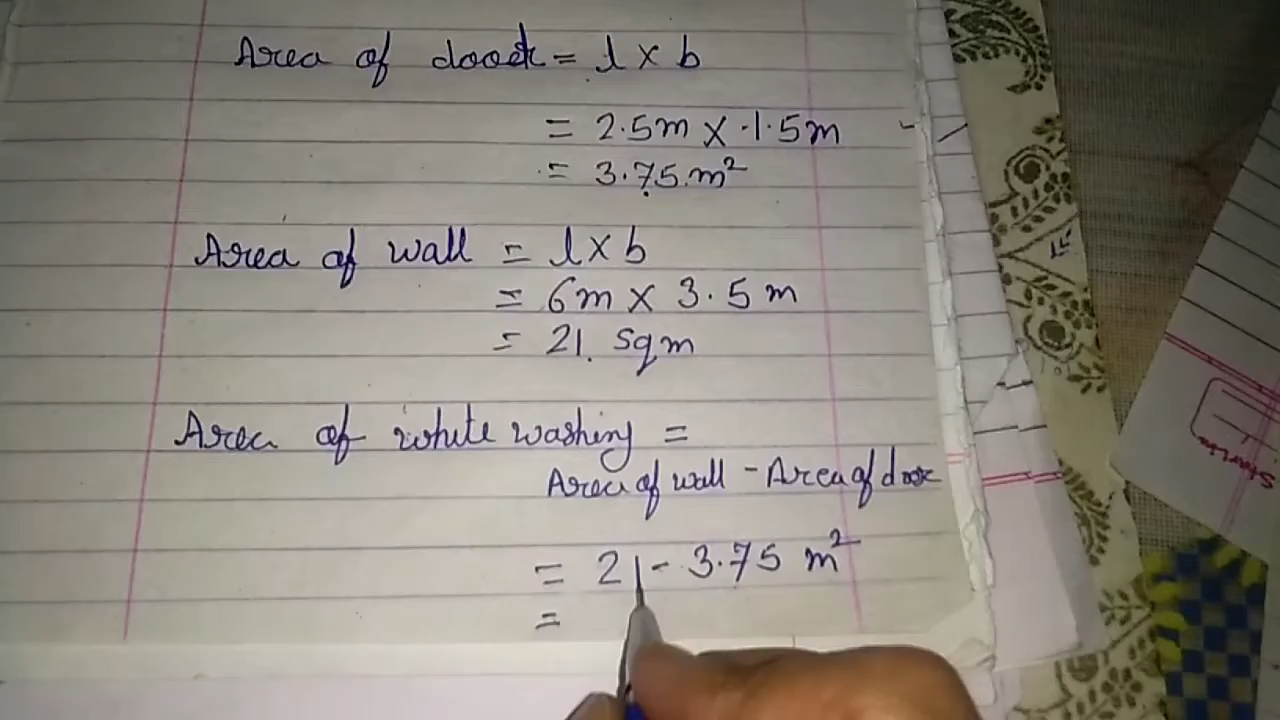 Area of door = l x b
= 2.5m x 1.5m
= 3.75 m²
Area of wall = l x b
= 6m x 3.5 m
= 21 sqm
Area of white washing =
Area of wall - Area of door
= 21 - 3.75 m²
=